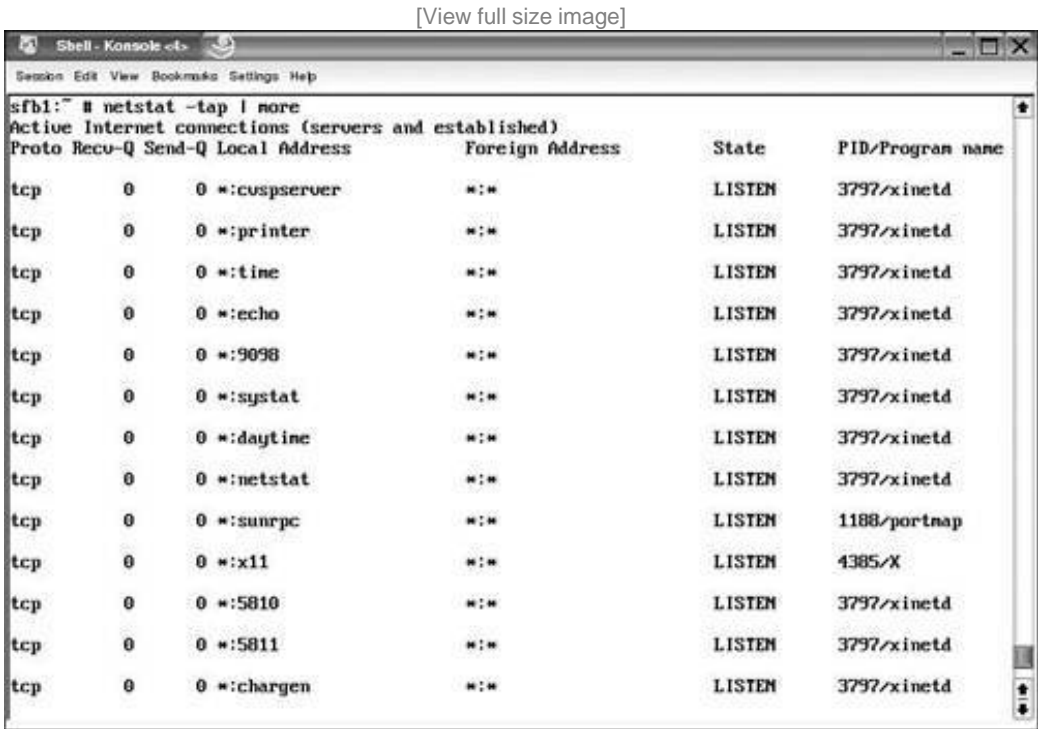 [View full size image]
Shell - Konsole <4>
Session Edit View Bookmarks Settings Help
sfb1:~ # netstat -tap | more
Active Internet connections (servers and established)
Proto Recv-Q Send-Q Local Address Foreign Address State PID/Program name
tcp 0 0 *:cvspserver *:* LISTEN 3797/xinetd
tcp 0 0 *:printer *:* LISTEN 3797/xinetd
tcp 0 0 *:time *:* LISTEN 3797/xinetd
tcp 0 0 *:echo *:* LISTEN 3797/xinetd
tcp 0 0 *:9098 *:* LISTEN 3797/xinetd
tcp 0 0 *:systat *:* LISTEN 3797/xinetd
tcp 0 0 *:daytime *:* LISTEN 3797/xinetd
tcp 0 0 *:netstat *:* LISTEN 3797/xinetd
tcp 0 0 *:sunrpc *:* LISTEN 1188/portmap
tcp 0 0 *:x11 *:* LISTEN 4385/X
tcp 0 0 *:5810 *:* LISTEN 3797/xinetd
tcp 0 0 *:5811 *:* LISTEN 3797/xinetd
tcp 0 0 *:chargen *:* LISTEN 3797/xinetd